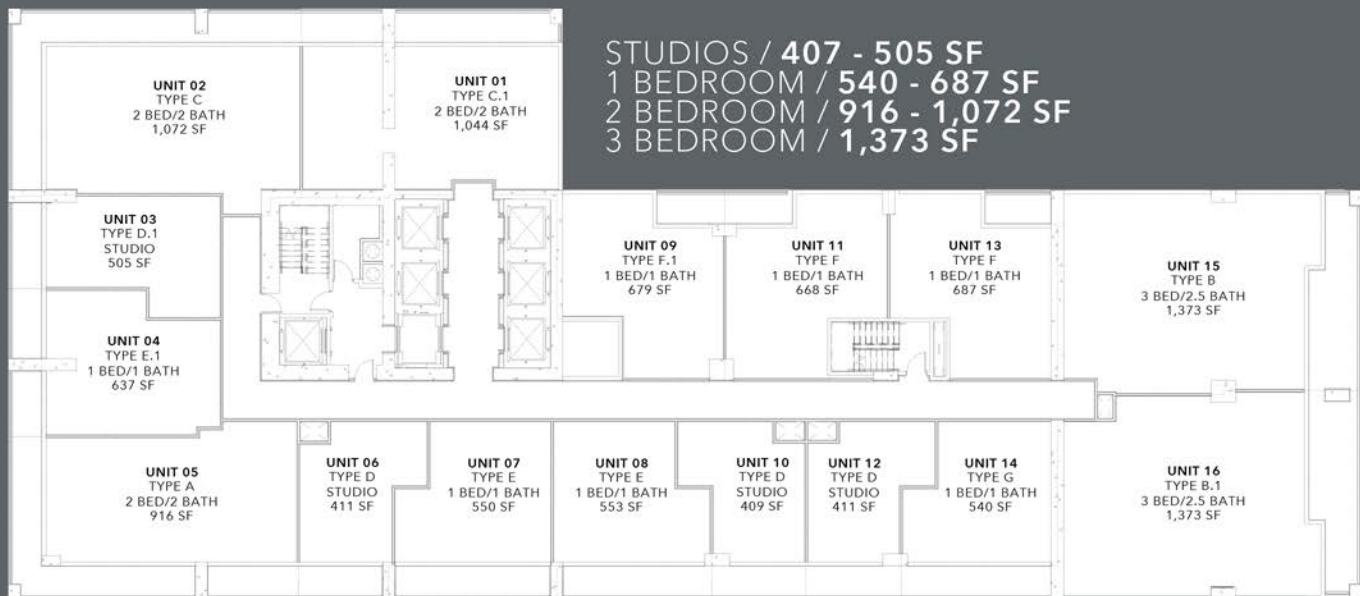 STUDIOS / 407 - 505 SF
1 BEDROOM / 540 - 687 SF
2 BEDROOM / 916 - 1,072 SF
3 BEDROOM / 1,373 SF
UNIT 02
TYPE C
2 BED/2 BATH
1,072 SF
UNIT 01
TYPE C.1
2 BED/2 BATH
1,044 SF
UNIT 03
TYPE D.1
STUDIO
505 SF
UNIT 04
TYPE E.1
1 BED/1 BATH
637 SF
UNIT 09
TYPE F.1
1 BED/1 BATH
679 SF
UNIT 11
TYPE F
1 BED/1 BATH
668 SF
UNIT 13
TYPE F
1 BED/1 BATH
687 SF
UNIT 15
TYPE B
3 BED/2.5 BATH
1,373 SF
UNIT 05
TYPE A
2 BED/2 BATH
916 SF
UNIT 06
TYPE D
STUDIO
411 SF
UNIT 07
TYPE E
1 BED/1 BATH
550 SF
UNIT 08
TYPE E
1 BED/1 BATH
553 SF
UNIT 10
TYPE D
STUDIO
409 SF
UNIT 12
TYPE D
STUDIO
411 SF
UNIT 14
TYPE G
1 BED/1 BATH
540 SF
UNIT 16
TYPE B.1
3 BED/2.5 BATH
1,373 SF